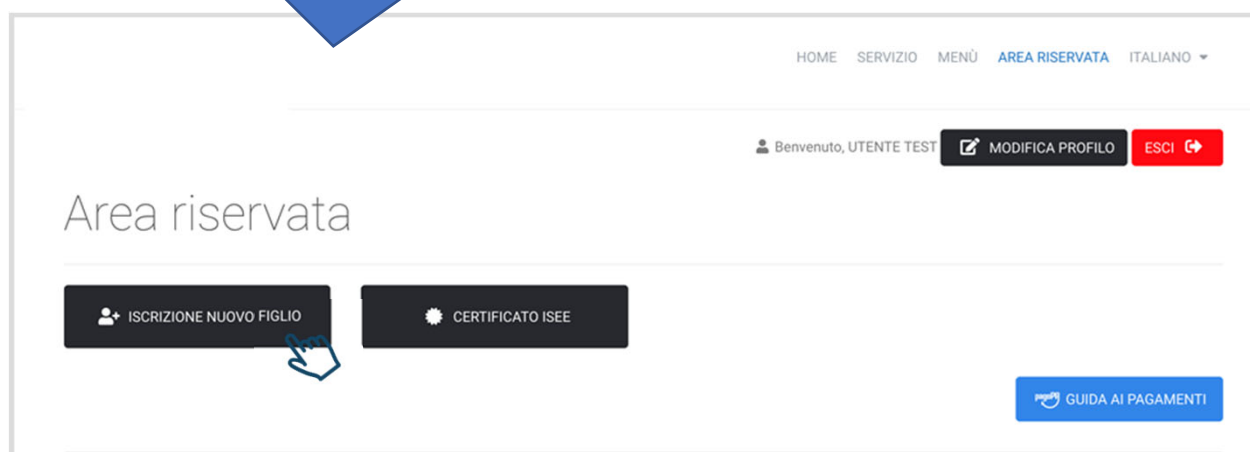 HOME SERVIZIO MENÙ AREA RISERVATA ITALIANO
Benvenuto, UTENTE TEST MODIFICA PROFILO ESCI
Area riservata
ISCRIZIONE NUOVO FIGLIO CERTIFICATO ISEE
GUIDA AI PAGAMENTI